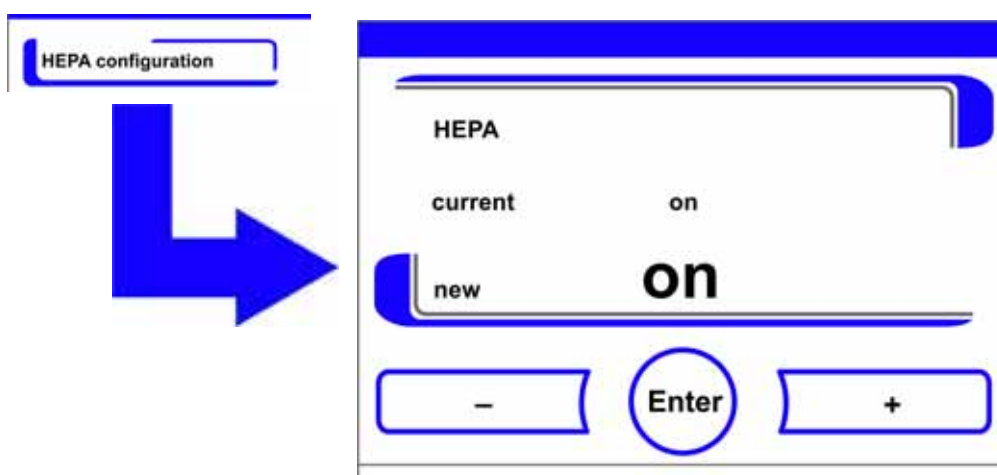 HEPA configuration
HEPA
current on
new on
– Enter +